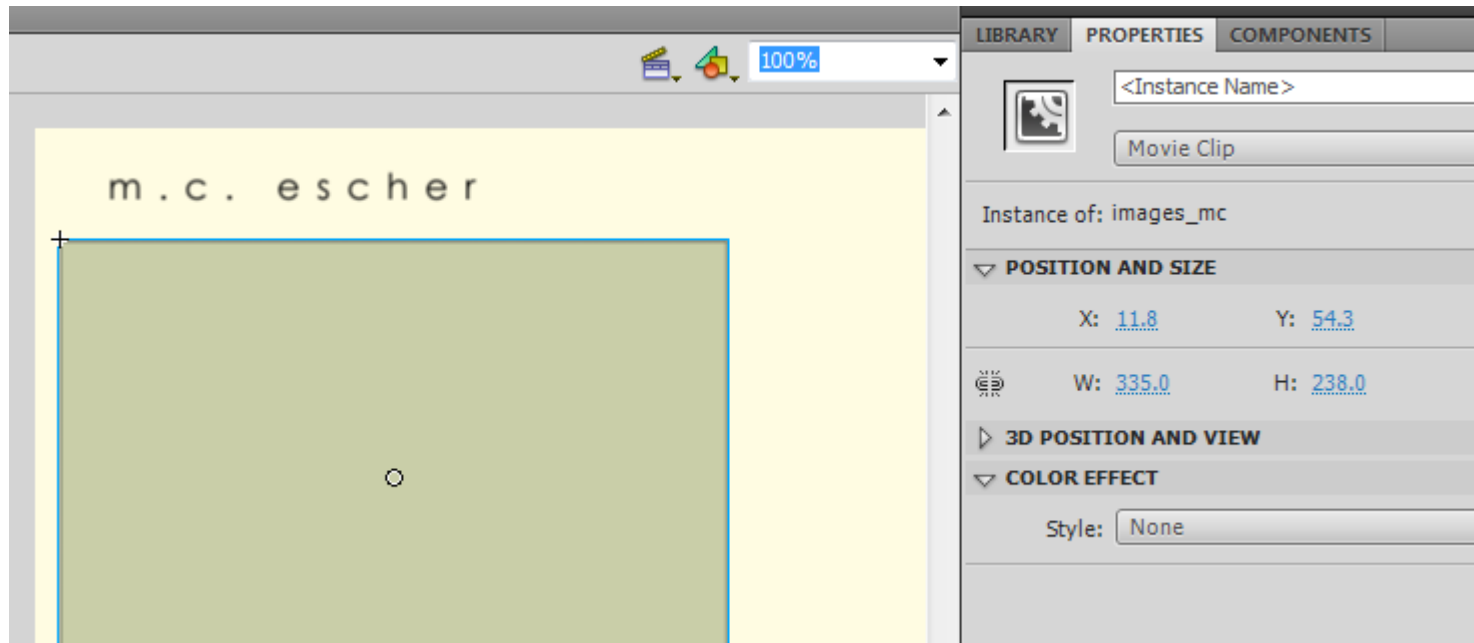 LIBRARY PROPERTIES COMPONENTS
100%
<Instance Name>
Movie Clip
m.c. escher
Instance of: images_mc
POSITION AND SIZE
X: 11.8 Y: 54.3
W: 335.0 H: 238.0
3D POSITION AND VIEW
COLOR EFFECT
Style: None